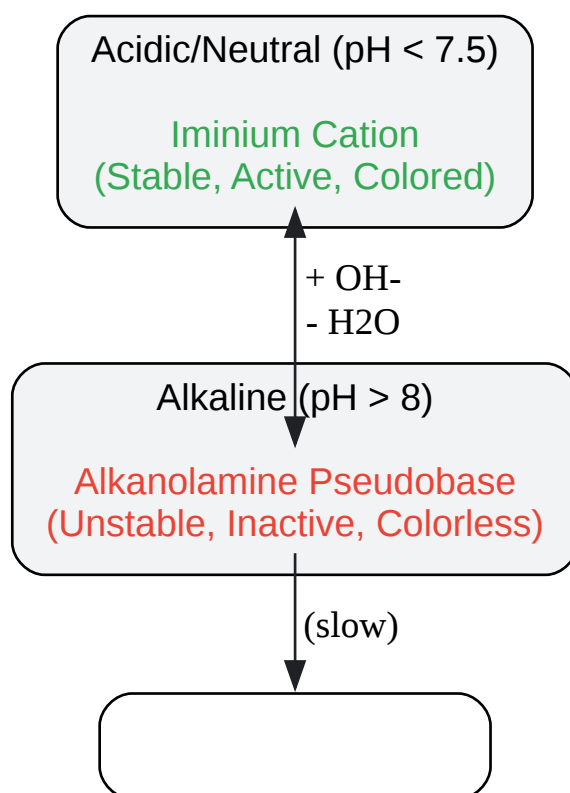 Acidic/Neutral (pH < 7.5)
Iminium Cation
(Stable, Active, Colored)
+ OH-
- H2O
Alkaline (pH > 8)
Alkanolamine Pseudobase
(Unstable, Inactive, Colorless)
(slow)